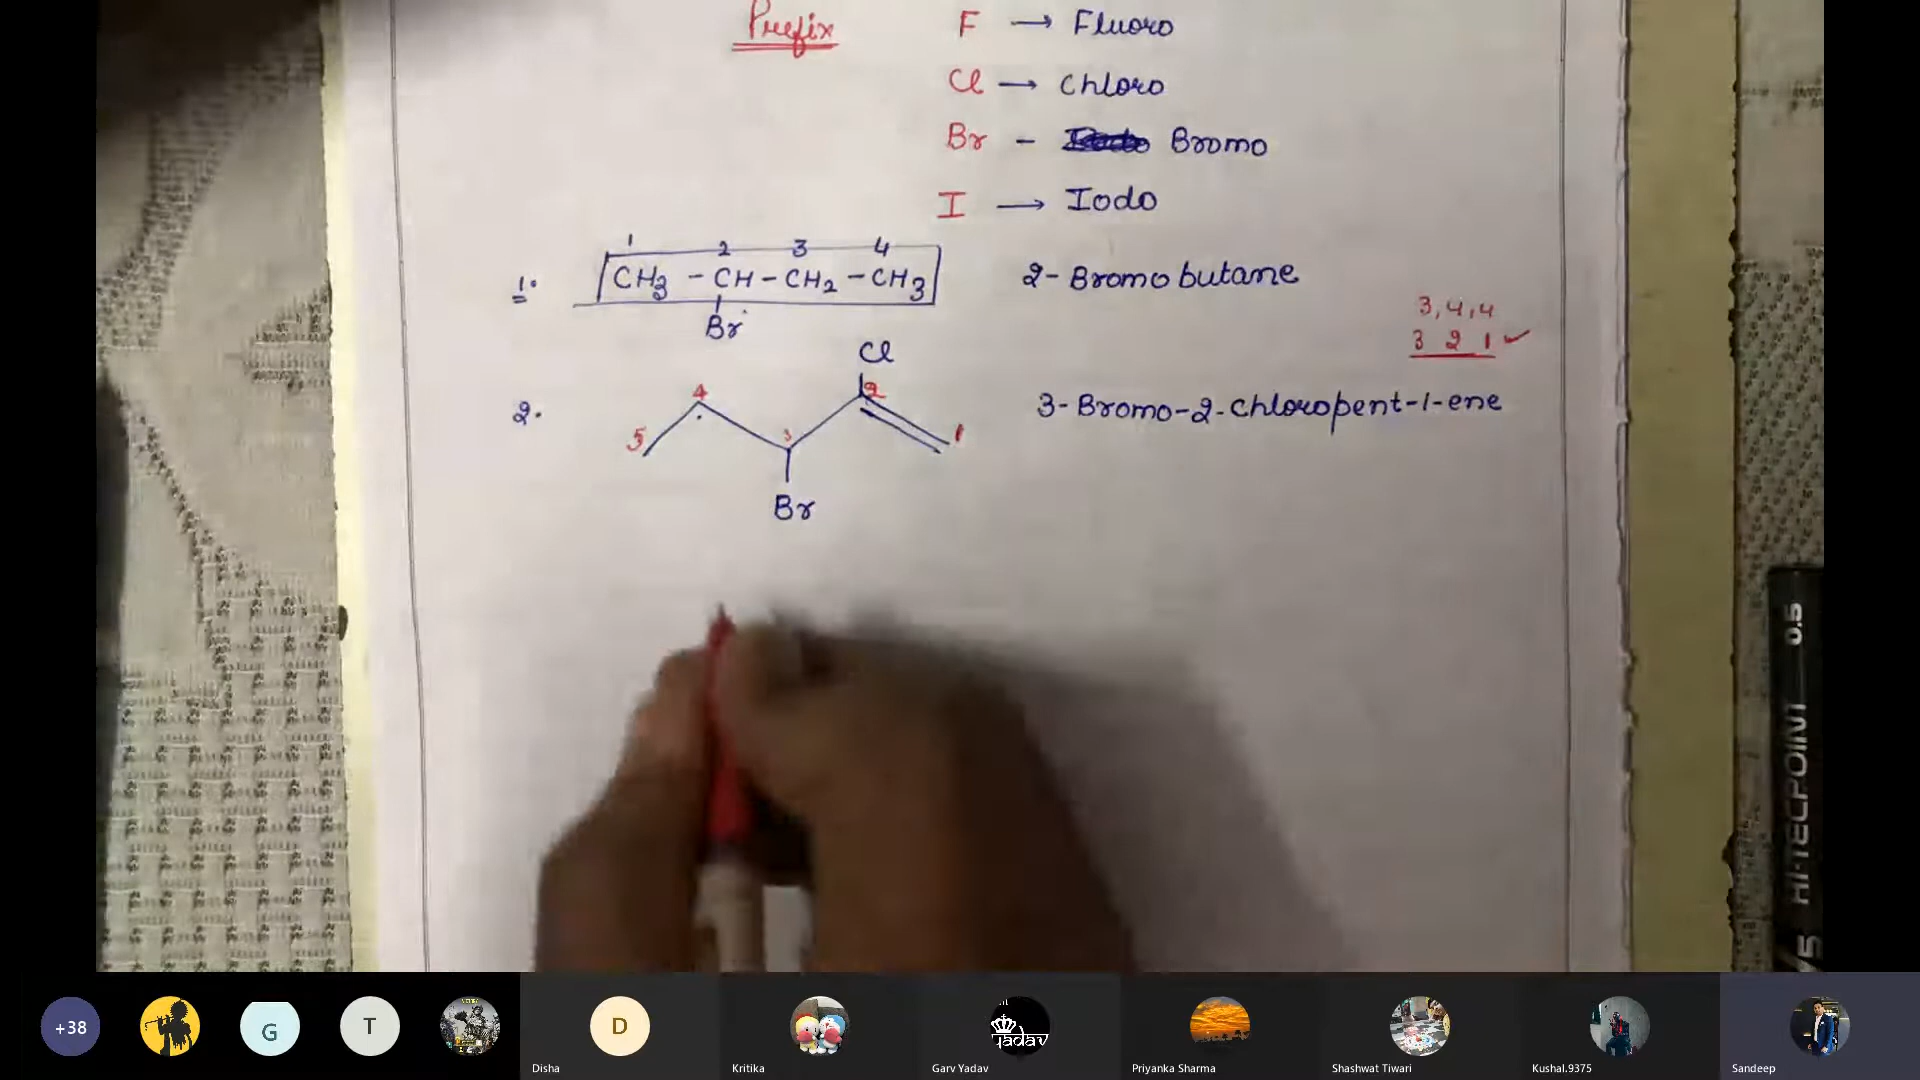 Prefix F → Fluoro
Cl → Chloro
Br - Bromo
I → Iodo
1 2 3 4
1. CH3 - CH - CH2 - CH3 2-Bromobutane
Br
3,4,4
3 2 1 ✓
Cl
2. 5 4 3 2 1 3-Bromo-2-chloropent-1-ene
Br
0.5
HI-TECPOINT
V5
+38
G
T
D
yadav
Disha
Kritika
Garv Yadav
Priyanka Sharma
Shashwat Tiwari
Kushal.9375
Sandeep